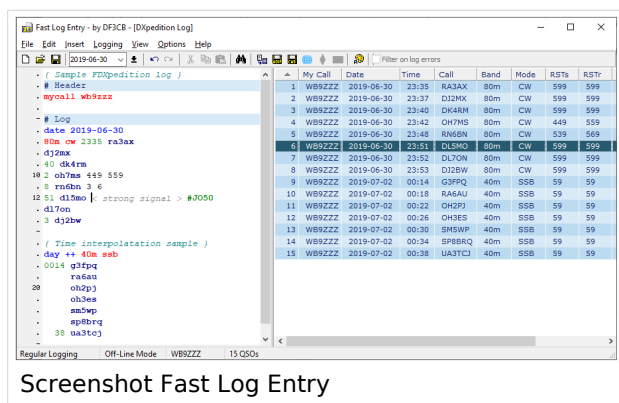 Fast Log Entry - by DF3CB - [DXpedition Log]
File Edit Insert Logging View Options Help
2019-06-30 Filter on log errors
{ Sample FDXpedition log }
# Header
mycall wb9zzz
# Log
date 2019-06-30
80m cw 2335 ra3ax
dj2mx
40 dk4rm
10 2 oh7ms 449 559
8 rn6bn 3 6
12 51 dl5mo < strong signal > #JO50
dl7on
3 dj2bw
{ Time interpolatation sample }
day ++ 40m ssb
0014 g3fpq
ra6au
20 oh2pj
oh3es
sm5wp
sp8brq
38 ua3tcj
My Call Date Time Call Band Mode RSTs RSTr
1 WB9ZZZ 2019-06-30 23:35 RA3AX 80m CW 599 599
2 WB9ZZZ 2019-06-30 23:37 DJ2MX 80m CW 599 599
3 WB9ZZZ 2019-06-30 23:40 DK4RM 80m CW 599 599
4 WB9ZZZ 2019-06-30 23:42 OH7MS 80m CW 449 559
5 WB9ZZZ 2019-06-30 23:48 RN6BN 80m CW 539 569
6 WB9ZZZ 2019-06-30 23:51 DL5MO 80m CW 599 599
7 WB9ZZZ 2019-06-30 23:52 DL7ON 80m CW 599 599
8 WB9ZZZ 2019-06-30 23:53 DJ2BW 80m CW 599 599
9 WB9ZZZ 2019-07-02 00:14 G3FPQ 40m SSB 59 59
10 WB9ZZZ 2019-07-02 00:18 RA6AU 40m SSB 59 59
11 WB9ZZZ 2019-07-02 00:22 OH2PJ 40m SSB 59 59
12 WB9ZZZ 2019-07-02 00:26 OH3ES 40m SSB 59 59
13 WB9ZZZ 2019-07-02 00:30 SM5WP 40m SSB 59 59
14 WB9ZZZ 2019-07-02 00:34 SP8BRQ 40m SSB 59 59
15 WB9ZZZ 2019-07-02 00:38 UA3TCJ 40m SSB 59 59
Regular Logging Off-Line Mode WB9ZZZ 15 QSOs
Screenshot Fast Log Entry